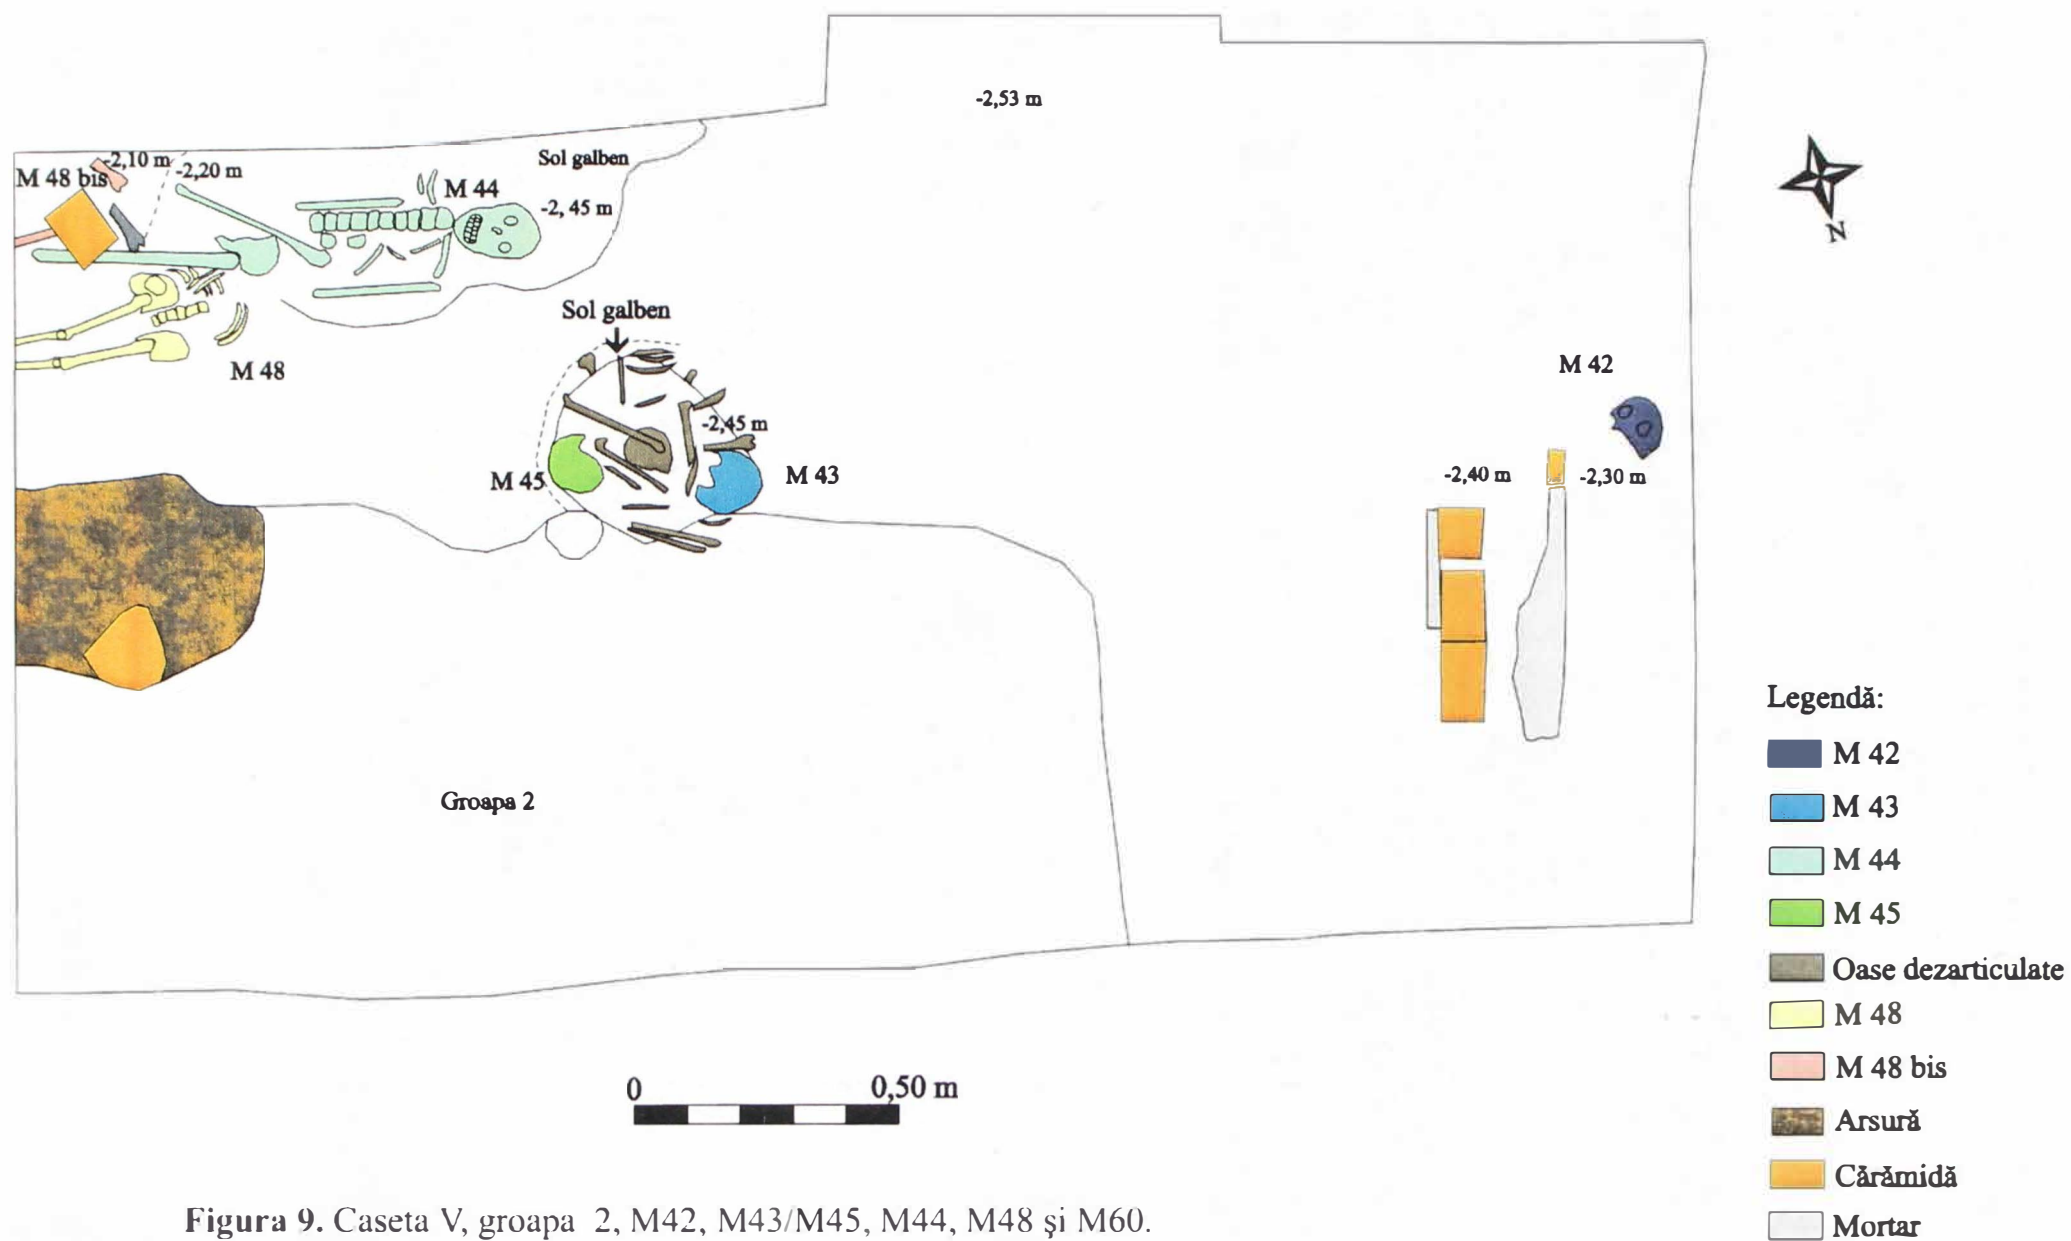 -2,53 m
M 48 bis
-2,10 m
-2,20 m
Sol galben
M 44
-2, 45 m
N
Sol galben
M 48
M 42
-2,45 m
M 45
M 43
-2,40 m
-2,30 m
Groapa 2
Legendă:
M 42
M 43
M 44
M 45
Oase dezarticulate
M 48
M 48 bis
Arsură
Cărămidă
Mortar
0 0,50 m
Figura 9. Caseta V, groapa 2, M42, M43/M45, M44, M48 şi M60.